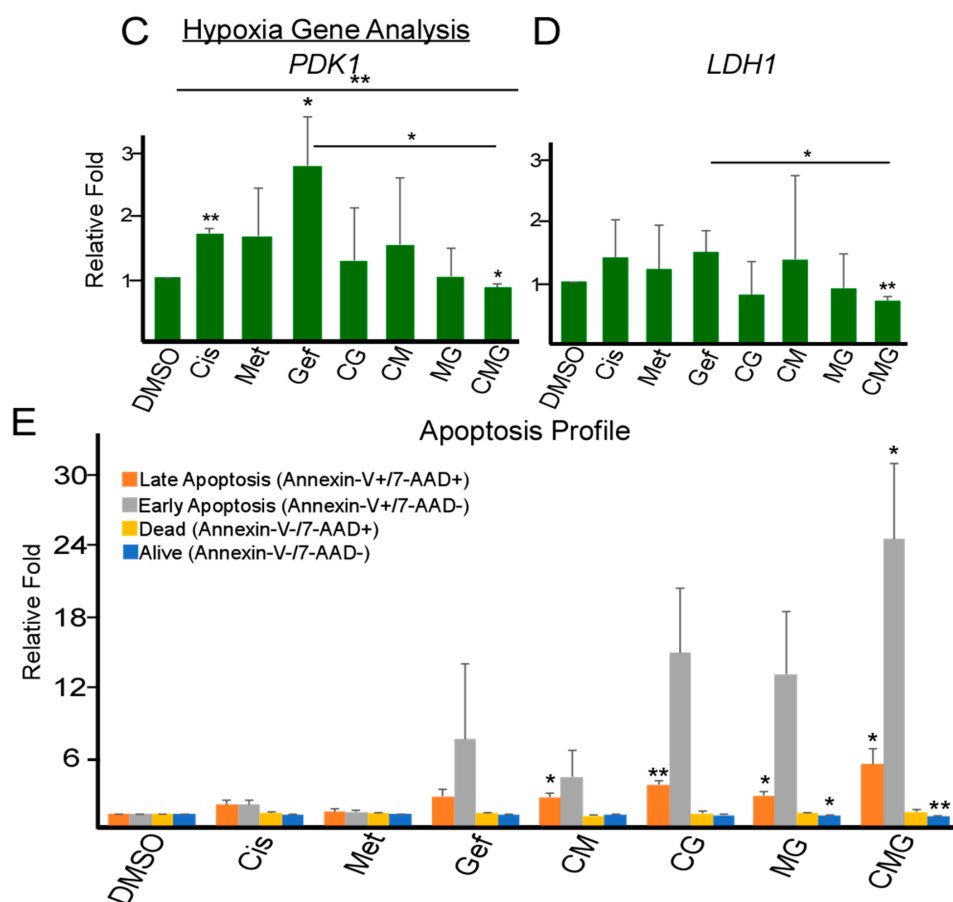 C Hypoxia Gene Analysis D
PDK1 LDH1
**
*
*
*
Relative Fold
3
3
**
2
2
*
**
1
1
DMSO Cis Met Gef CG CM MG CMG
DMSO Cis Met Gef CG CM MG CMG
E Apoptosis Profile
Relative Fold
30
24
18
12
6
Late Apoptosis (Annexin-V+/7-AAD+)
Early Apoptosis (Annexin-V+/7-AAD-)
Dead (Annexin-V-/7-AAD+)
Alive (Annexin-V-/7-AAD-)
*
*
**
*
*
*
**
DMSO Cis Met Gef CM CG MG CMG